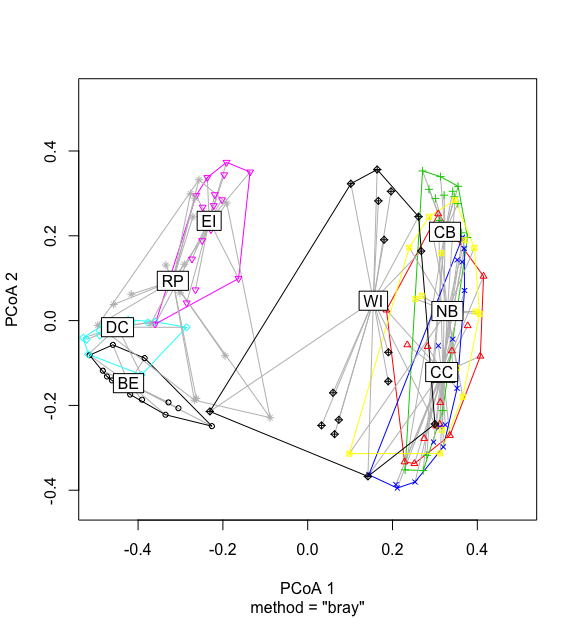 0.4
0.2
0.0
-0.2
-0.4
PCoA 2
EI
CB
RP
WI
NB
DC
CC
BE
-0.4 -0.2 0.0 0.2 0.4
PCoA 1
method = "bray"